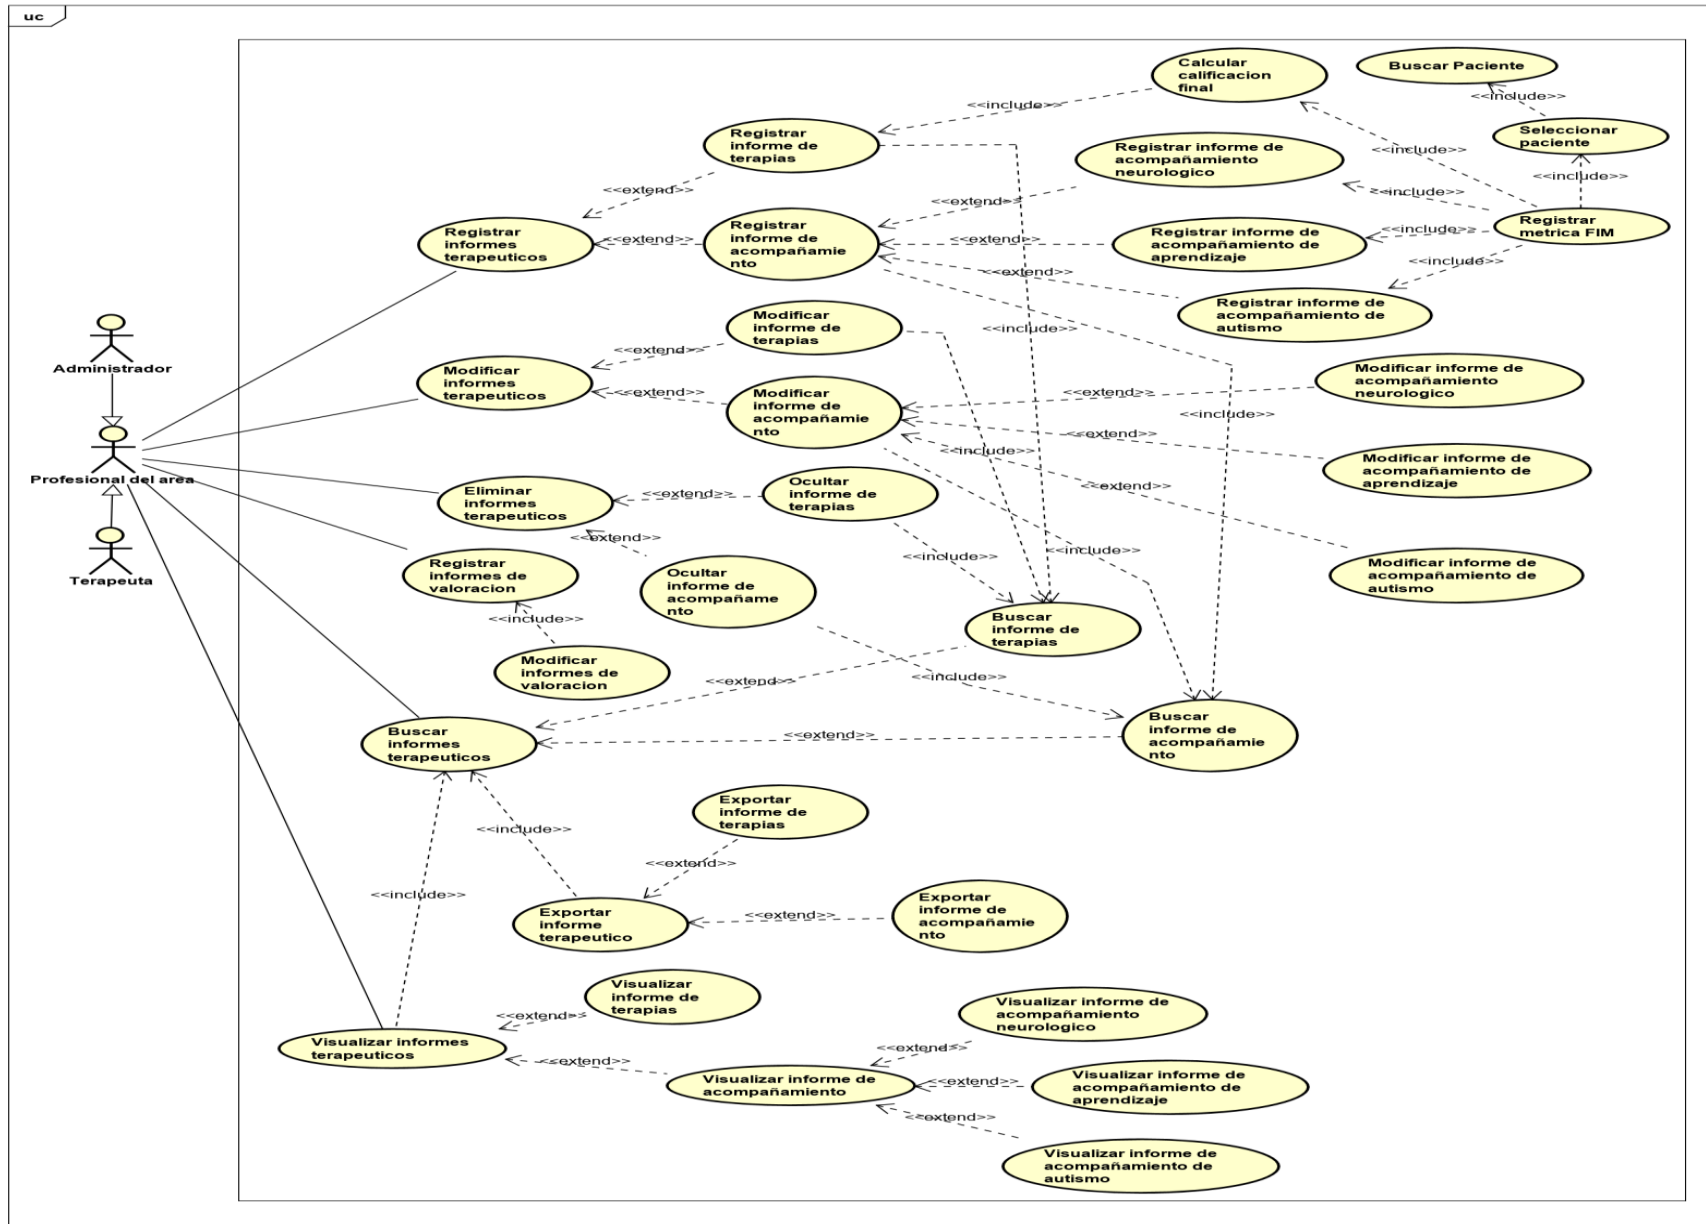 uc
Calcular
calificacion
final
Buscar Paciente
<<include>>
<<include>>
Registrar
informe de
terapias
Seleccionar
paciente
Registrar informe de
acompañamiento
neurologico
<<include>>
<<include>>
<<extend>>
<<include>>
<<extend>>
Registrar
informes
terapeuticos
<<extend>>
Registrar
informe de
acompañamie
nto
<<extend>>
Registrar informe de
acompañamiento de
aprendizaje
<<include>>
Registrar
metrica FIM
<<include>>
<<extend>>
Registrar informe de
acompañamiento de
autismo
<<include>>
Administrador
Modificar
informe de
terapias
<<extend>>
Modificar
informes
terapeuticos
<<extend>>
Modificar
informe de
acompañamie
nto
<<extend>>
Modificar informe de
acompañamiento
neurologico
<<include>>
<<extend>>
<<include>>
Modificar informe de
acompañamiento de
aprendizaje
<<extend>>
Profesional del area
Eliminar
informes
terapeuticos
<<extend>>
Ocultar
informe de
terapias
<<extend>>
<<include>>
<<include>>
Modificar informe de
acompañamiento de
autismo
Terapeuta
Registrar
informes de
valoracion
Ocultar
informe de
acompañame
nto
<<include>>
Buscar
informe de
terapias
Modificar
informes de
valoracion
<<extend>>
<<include>>
Buscar
informes
terapeuticos
<<extend>>
Buscar
informe de
acompañamie
nto
Exportar
informe de
terapias
<<include>>
<<extend>>
<<include>>
Exportar
informe
terapeutico
<<extend>>
Exportar
informe de
acompañamie
nto
Visualizar
informe de
terapias
<<extend>>
Visualizar informe de
acompañamiento
neurologico
Visualizar informes
terapeuticos
<<extend>>
<<extend>>
Visualizar informe de
acompañamiento
<<extend>>
Visualizar informe de
acompañamiento de
aprendizaje
<<extend>>
Visualizar informe de
acompañamiento de
autismo